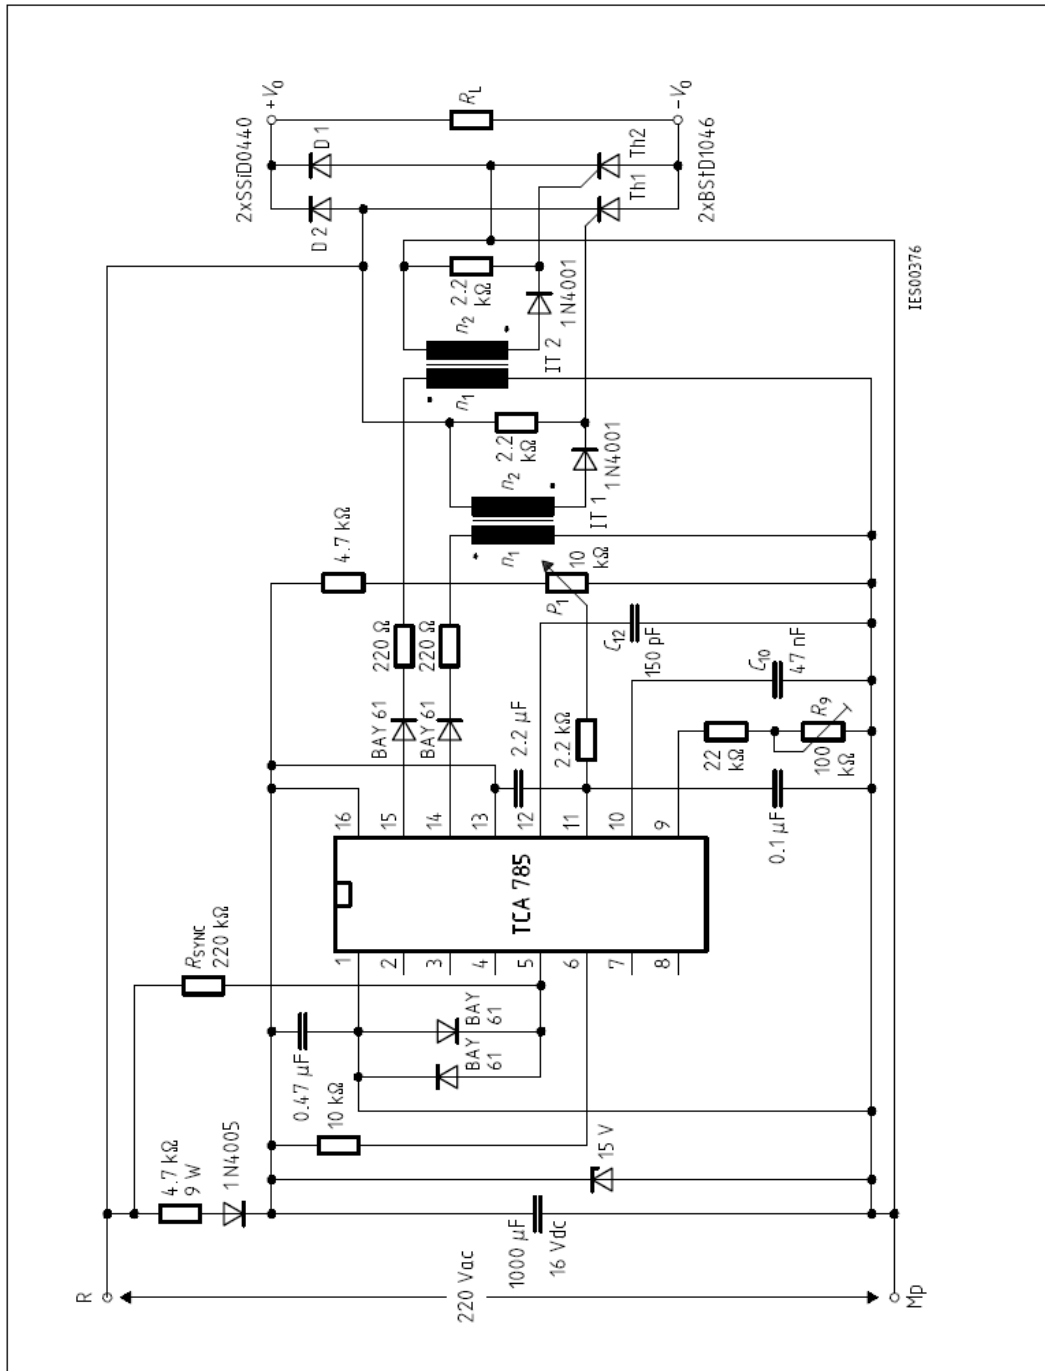 R
220 Vac
Mp
4.7 kΩ
9 W
1N4005
1000 µF
16 Vdc
15 V
10 kΩ
0.47 µF
BAY
61
BAY
61
RSYNC
220 kΩ
1
2
3
4
5
6
7
8
TCA 785
16
15
14
13
12
11
10
9
BAY 61
BAY 61
220 Ω
220 Ω
2.2 µF
2.2 kΩ
0.1 µF
22
kΩ
100
kΩ
R9
C10
47 nF
C12
150 pF
P1
10
kΩ
4.7 kΩ
n1
n2
IT 1
2.2
kΩ
1N4001
n1
n2
IT 2
2.2
kΩ
1N4001
D2
D1
2xSSiD0440
+V0
RL
-V0
Th1
Th2
2xBStD1046
IES00376